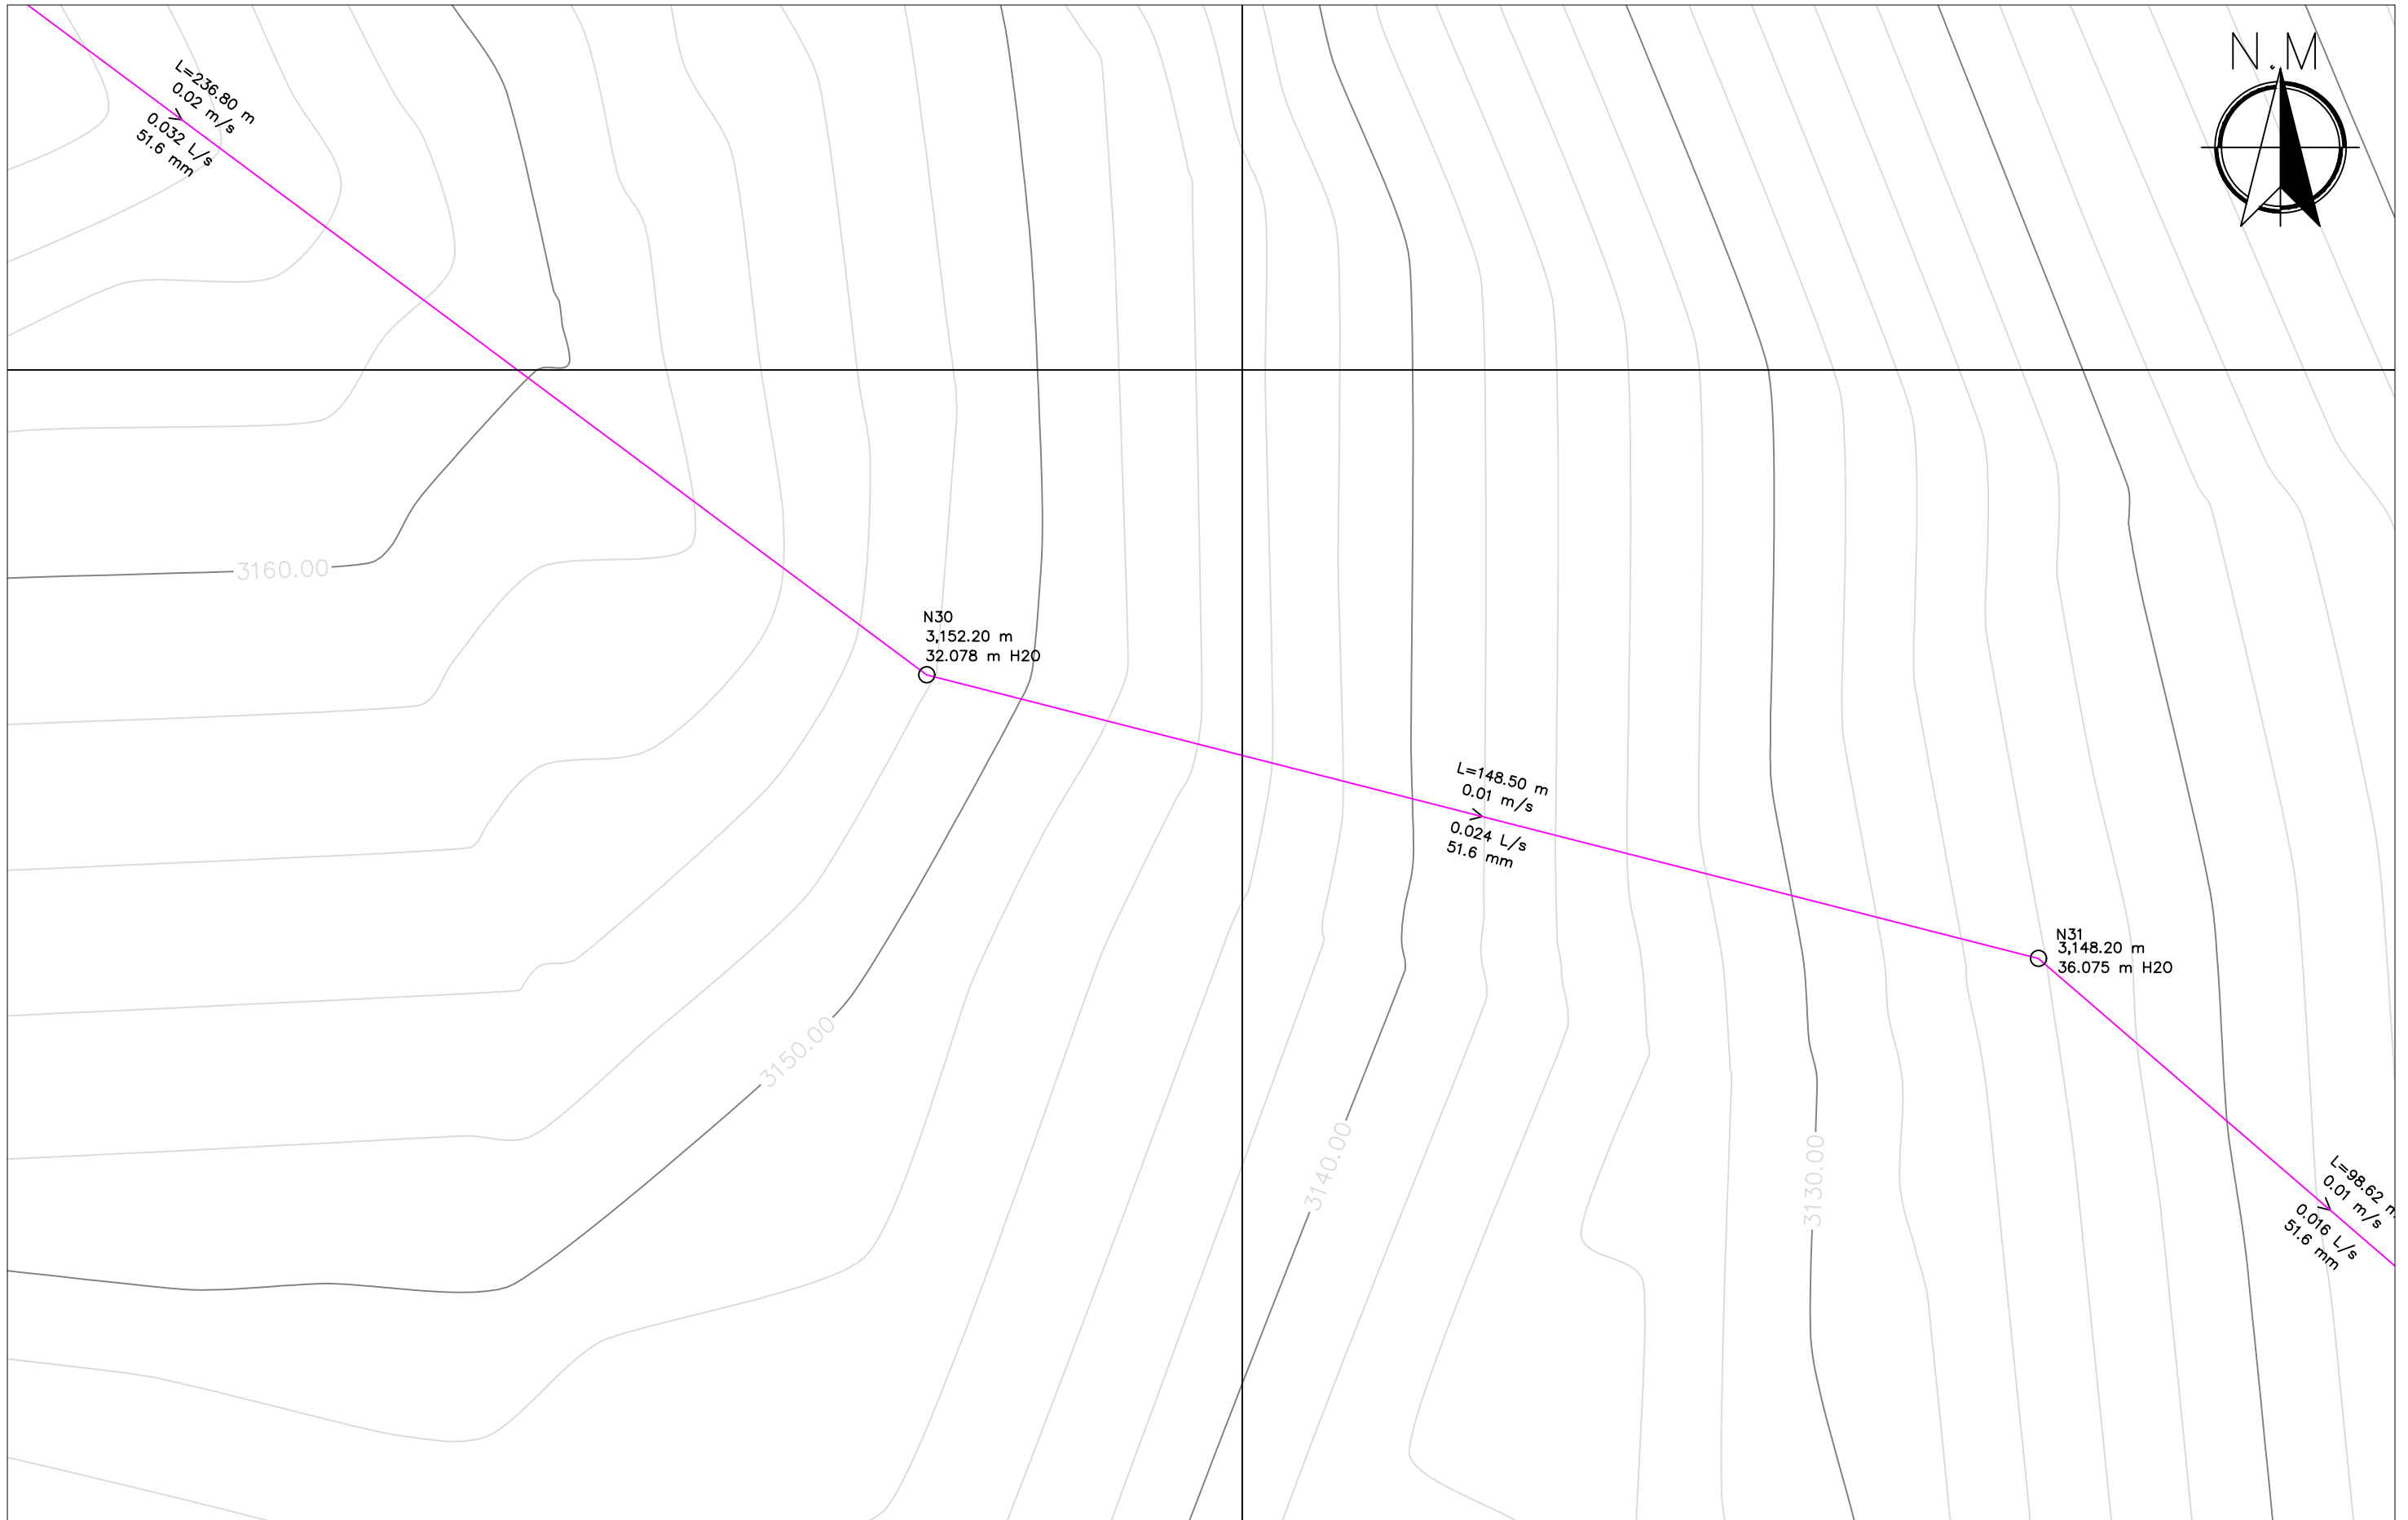 N.M
L=236.80 m
0.02 m/s
0.032 L/s
51.6 mm
3160.00
N30
3,152.20 m
32.078 m H20
L=148.50 m
0.01 m/s
0.024 L/s
51.6 mm
N31
3,148.20 m
36.075 m H20
3150.00
3140.00
3130.00
L=98.62 m
0.01 m/s
0.016 L/s
51.6 mm